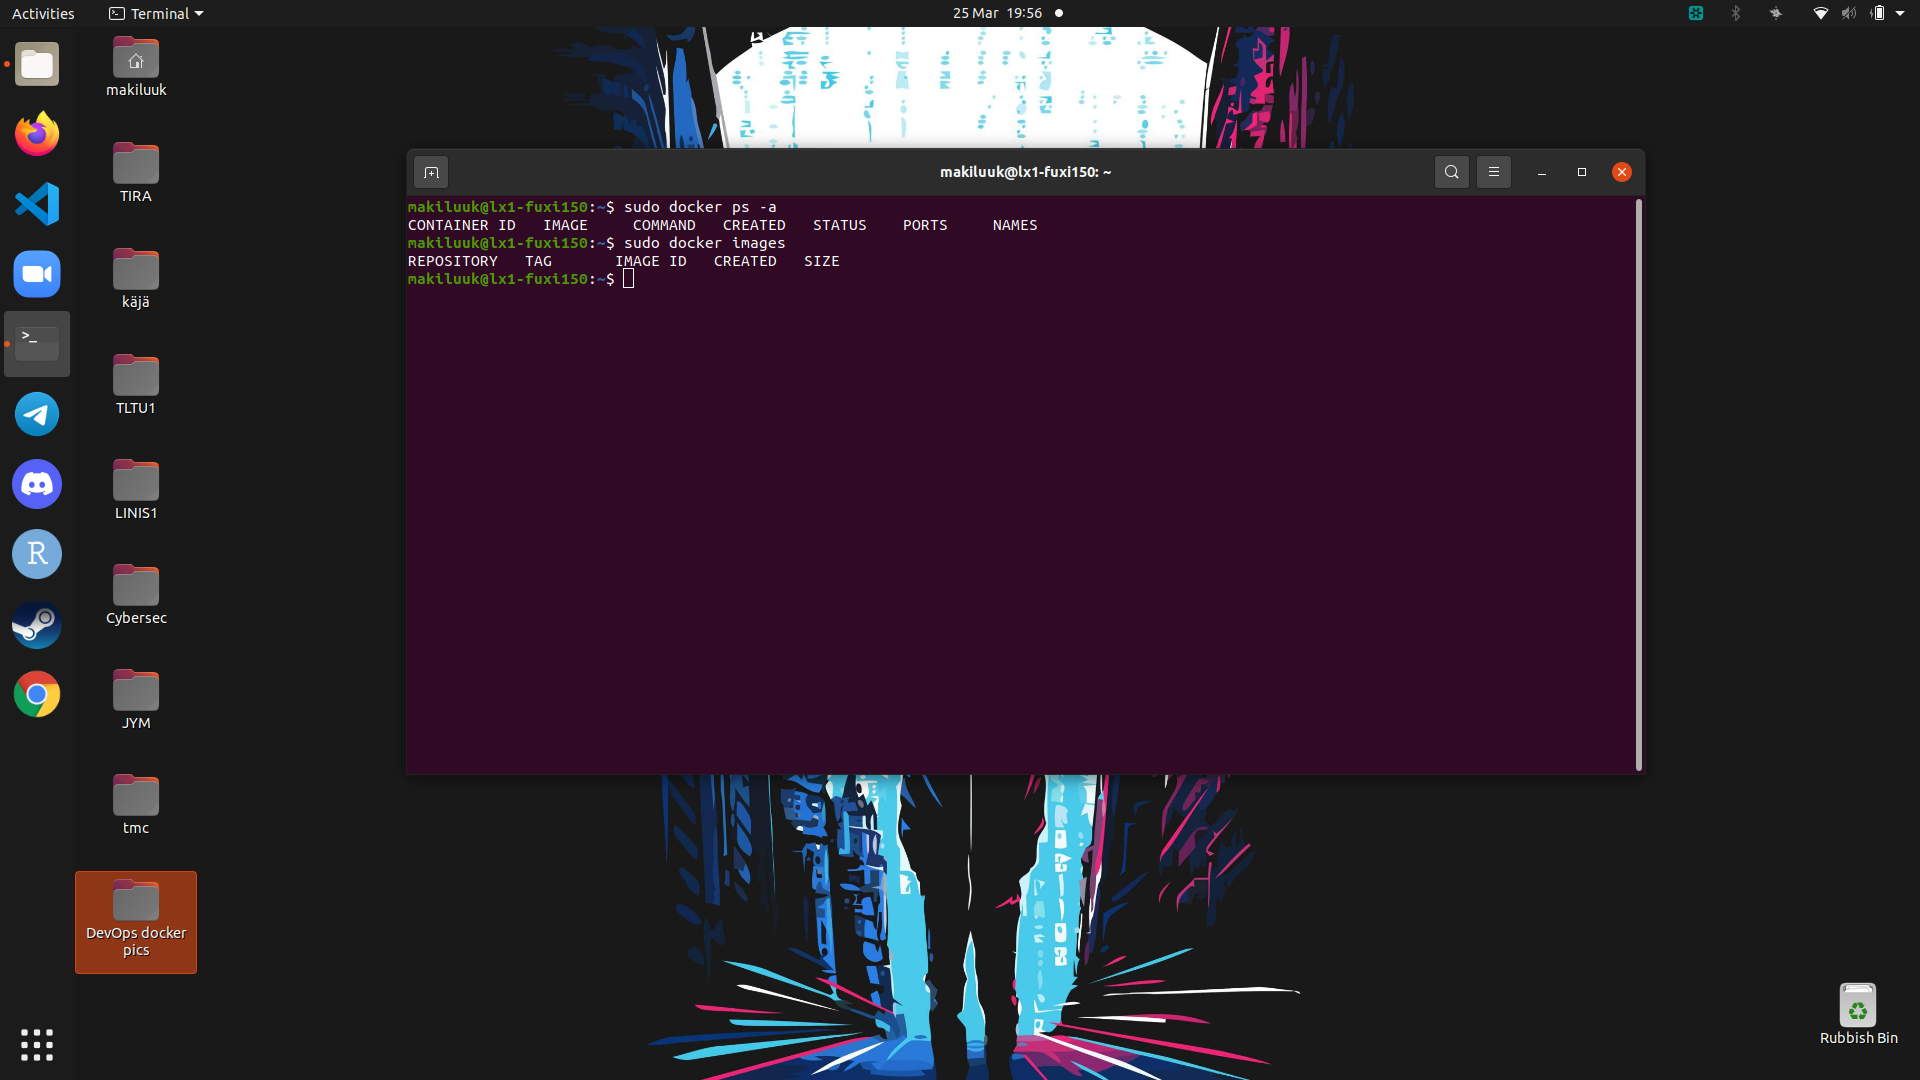 Activities
Terminal
25 Mar 19:56
makiluuk
TIRA
käjä
TLTU1
LINIS1
Cybersec
JYM
tmc
DevOps docker
pics
makiluuk@lx1-fuxi150: ~
makiluuk@lx1-fuxi150:~$ sudo docker ps -a
CONTAINER ID   IMAGE     COMMAND   CREATED   STATUS    PORTS     NAMES
makiluuk@lx1-fuxi150:~$ sudo docker images
REPOSITORY   TAG       IMAGE ID   CREATED   SIZE
makiluuk@lx1-fuxi150:~$
>_
R
Rubbish Bin